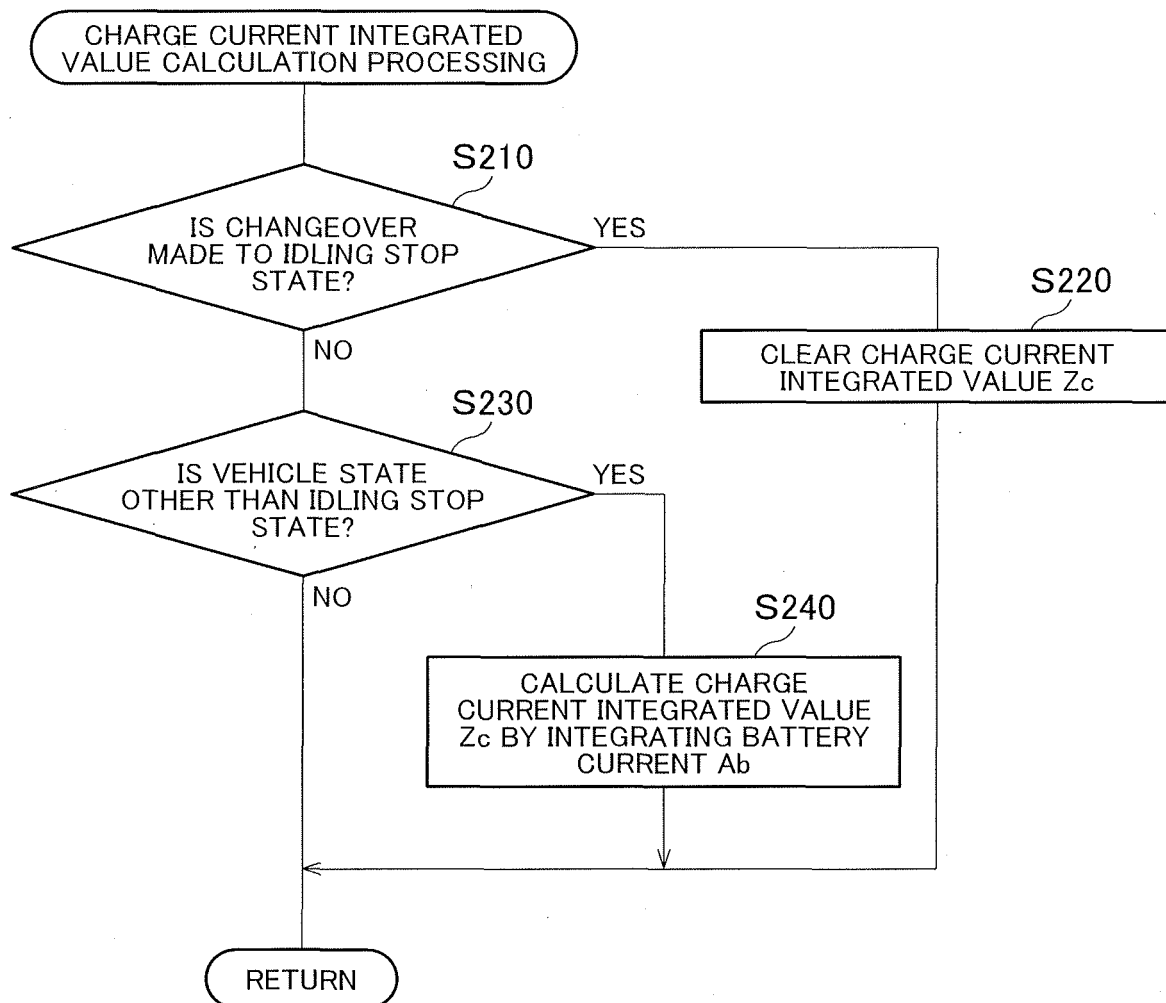 CHARGE CURRENT INTEGRATED
VALUE CALCULATION PROCESSING
S210
IS CHANGEOVER
MADE TO IDLING STOP
STATE?
YES
NO
S220
CLEAR CHARGE CURRENT
INTEGRATED VALUE Zc
S230
IS VEHICLE STATE
OTHER THAN IDLING STOP
STATE?
YES
NO
S240
CALCULATE CHARGE
CURRENT INTEGRATED VALUE
Zc BY INTEGRATING BATTERY
CURRENT Ab
RETURN